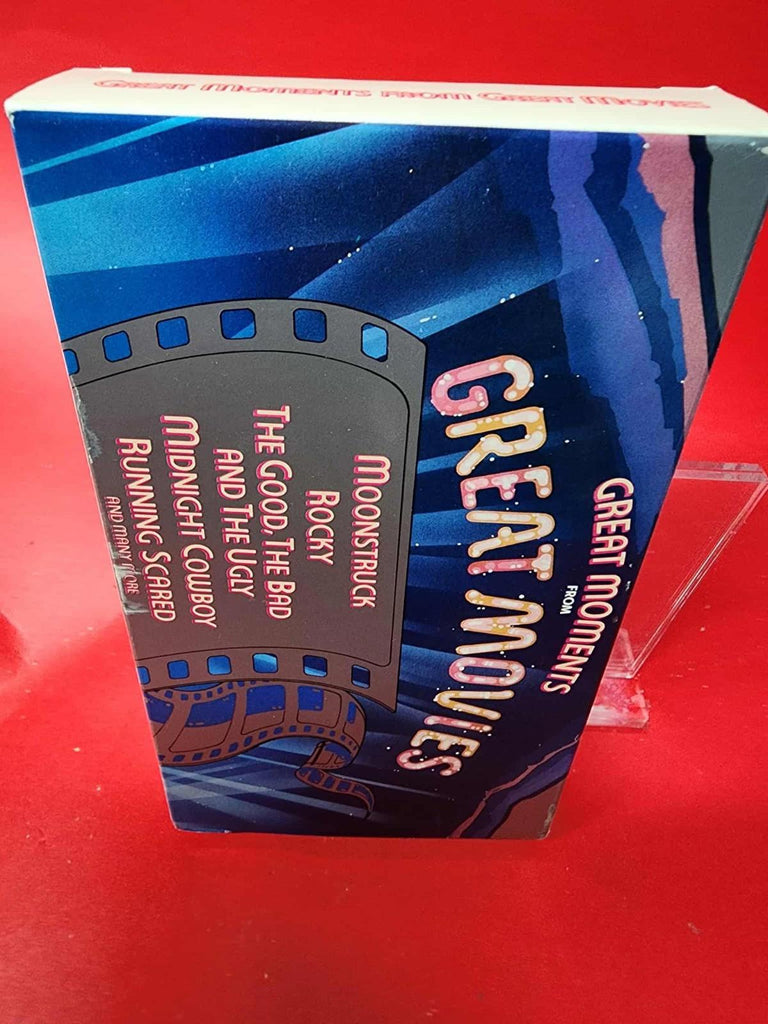 GREAT MOMENTS FROM GREAT MOVIES
GREAT MOMENTS
FROM
GREAT MOVIES
MOONSTRUCK
ROCKY
THE GOOD, THE BAD
AND THE UGLY
MIDNIGHT COWBOY
RUNNING SCARED
AND MANY MORE